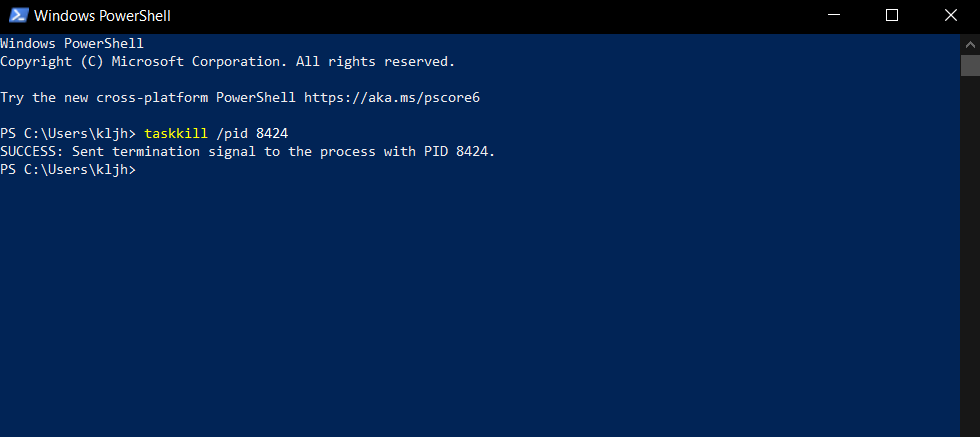 Windows PowerShell
Windows PowerShell
Copyright (C) Microsoft Corporation. All rights reserved.
Try the new cross-platform PowerShell https://aka.ms/pscore6
PS C:\Users\kljh> taskkill /pid 8424
SUCCESS: Sent termination signal to the process with PID 8424.
PS C:\Users\kljh>